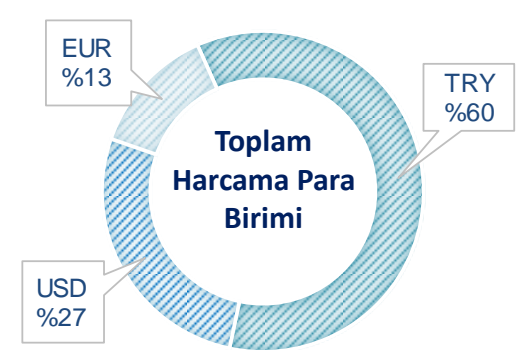 EUR
%13
TRY
%60
Toplam
Harcama Para
Birimi
USD
%27